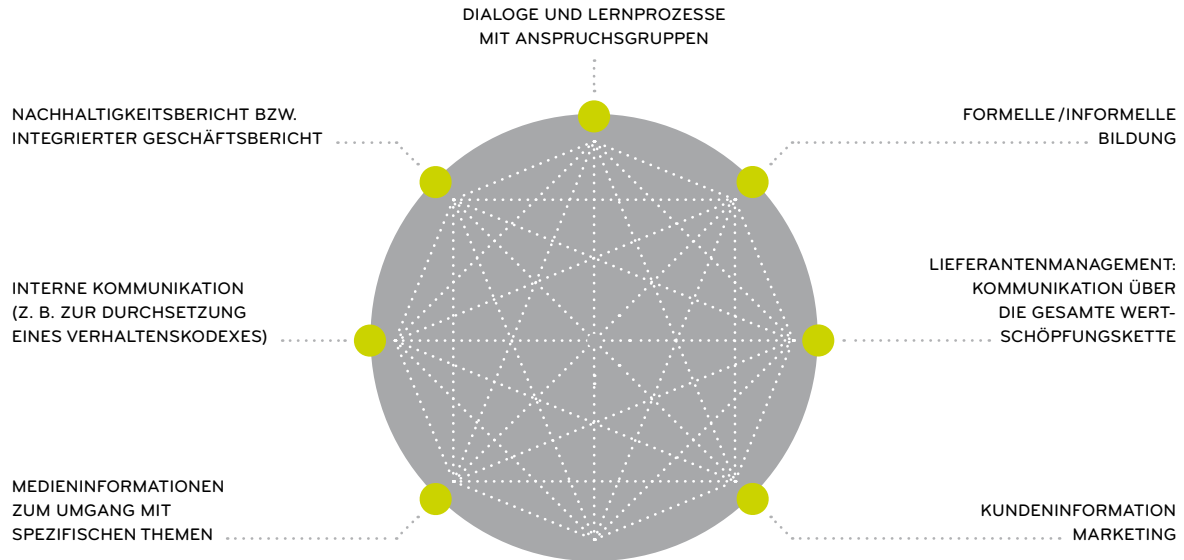 DIALOGE UND LERNPROZESSE
MIT ANSPRUCHSGRUPPEN
NACHHALTIGKEITSBERICHT BZW.
INTEGRIERTER GESCHÄFTSBERICHT
FORMELLE/INFORMELLE
BILDUNG
INTERNE KOMMUNIKATION
(Z. B. ZUR DURCHSETZUNG
EINES VERHALTENSKODEXES)
LIEFERANTENMANAGEMENT:
KOMMUNIKATION ÜBER
DIE GESAMTE WERT-
SCHÖPFUNGSKETTE
MEDIENINFORMATIONEN
ZUM UMGANG MIT
SPEZIFISCHEN THEMEN
KUNDENINFORMATION
MARKETING